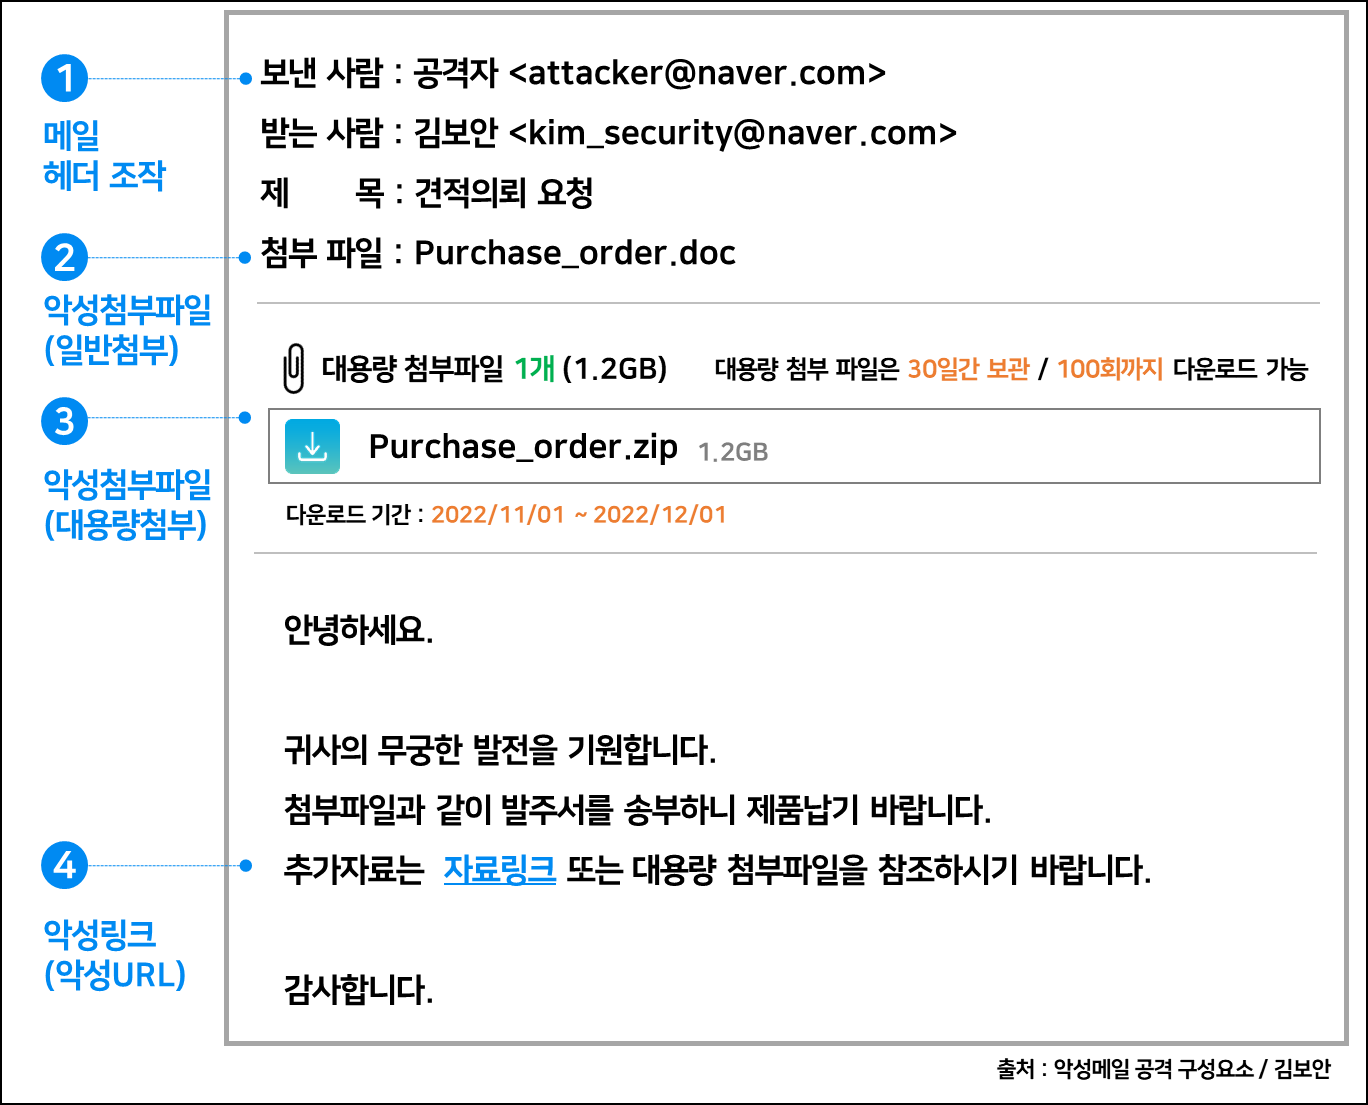 1
메일
헤더 조작
보낸 사람 : 공격자 <attacker@naver.com>
받는 사람 : 김보안 <kim_security@naver.com>
제 목 : 견적의뢰 요청
2
악성첨부파일
(일반첨부)
첨부 파일 : Purchase_order.doc
대용량 첨부파일 1개 (1.2GB) 대용량 첨부 파일은 30일간 보관 / 100회까지 다운로드 가능
3
악성첨부파일
(대용량첨부)
Purchase_order.zip 1.2GB
다운로드 기간 : 2022/11/01 ~ 2022/12/01
안녕하세요.
귀사의 무궁한 발전을 기원합니다.
첨부파일과 같이 발주서를 송부하니 제품납기 바랍니다.
4
악성링크
(악성URL)
추가자료는 자료링크 또는 대용량 첨부파일을 참조하시기 바랍니다.
감사합니다.
출처 : 악성메일 공격 구성요소 / 김보안